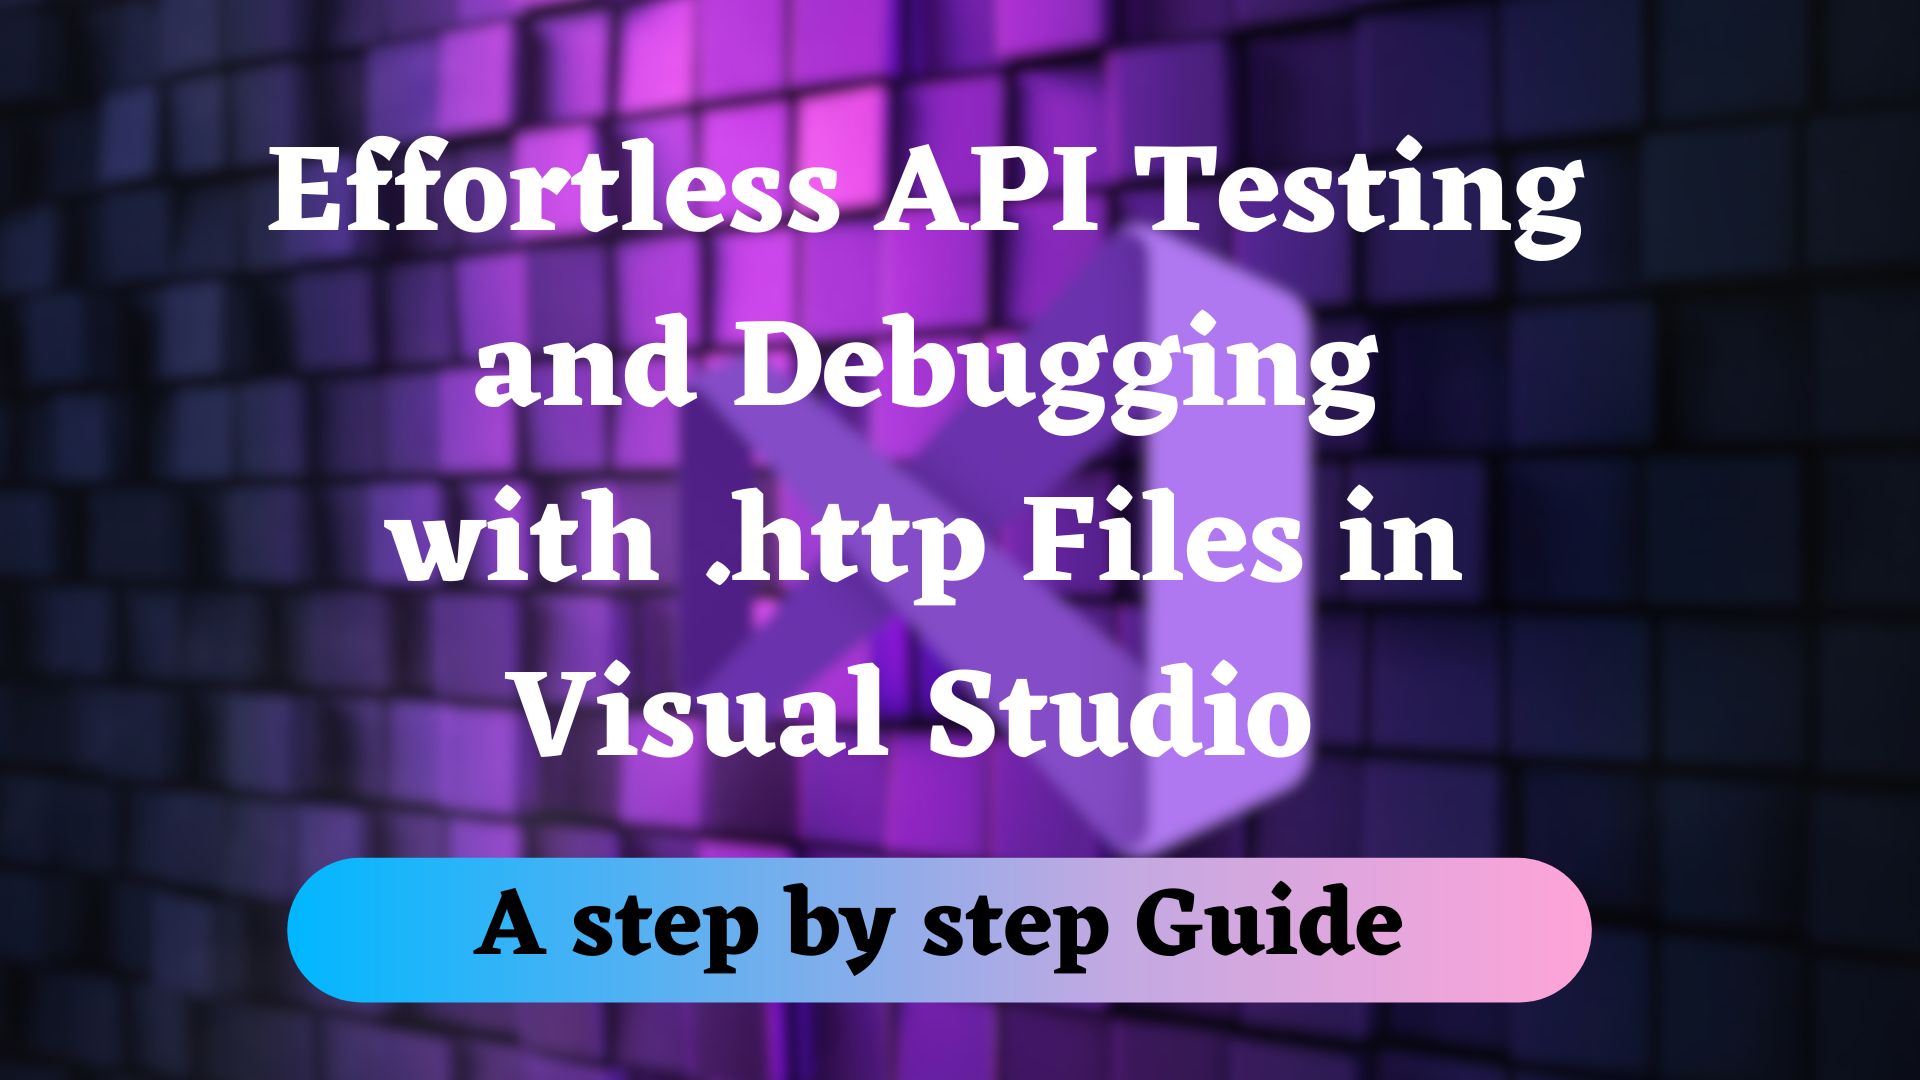 Effortless API Testing
and Debugging
with .http Files in
Visual Studio
A step by step Guide